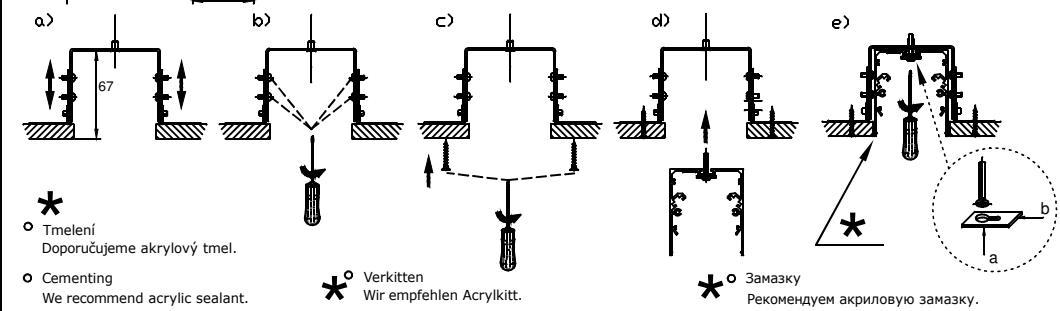 a) b) c) d) e)
67
b
a
* 
° Tmelení
Doporučujeme akrylový tmel.
° Cementing
We recommend acrylic sealant.
*° Verkitten
Wir empfehlen Acrylkitt.
*° Замазку
Рекомендуем акриловую замазку.
*